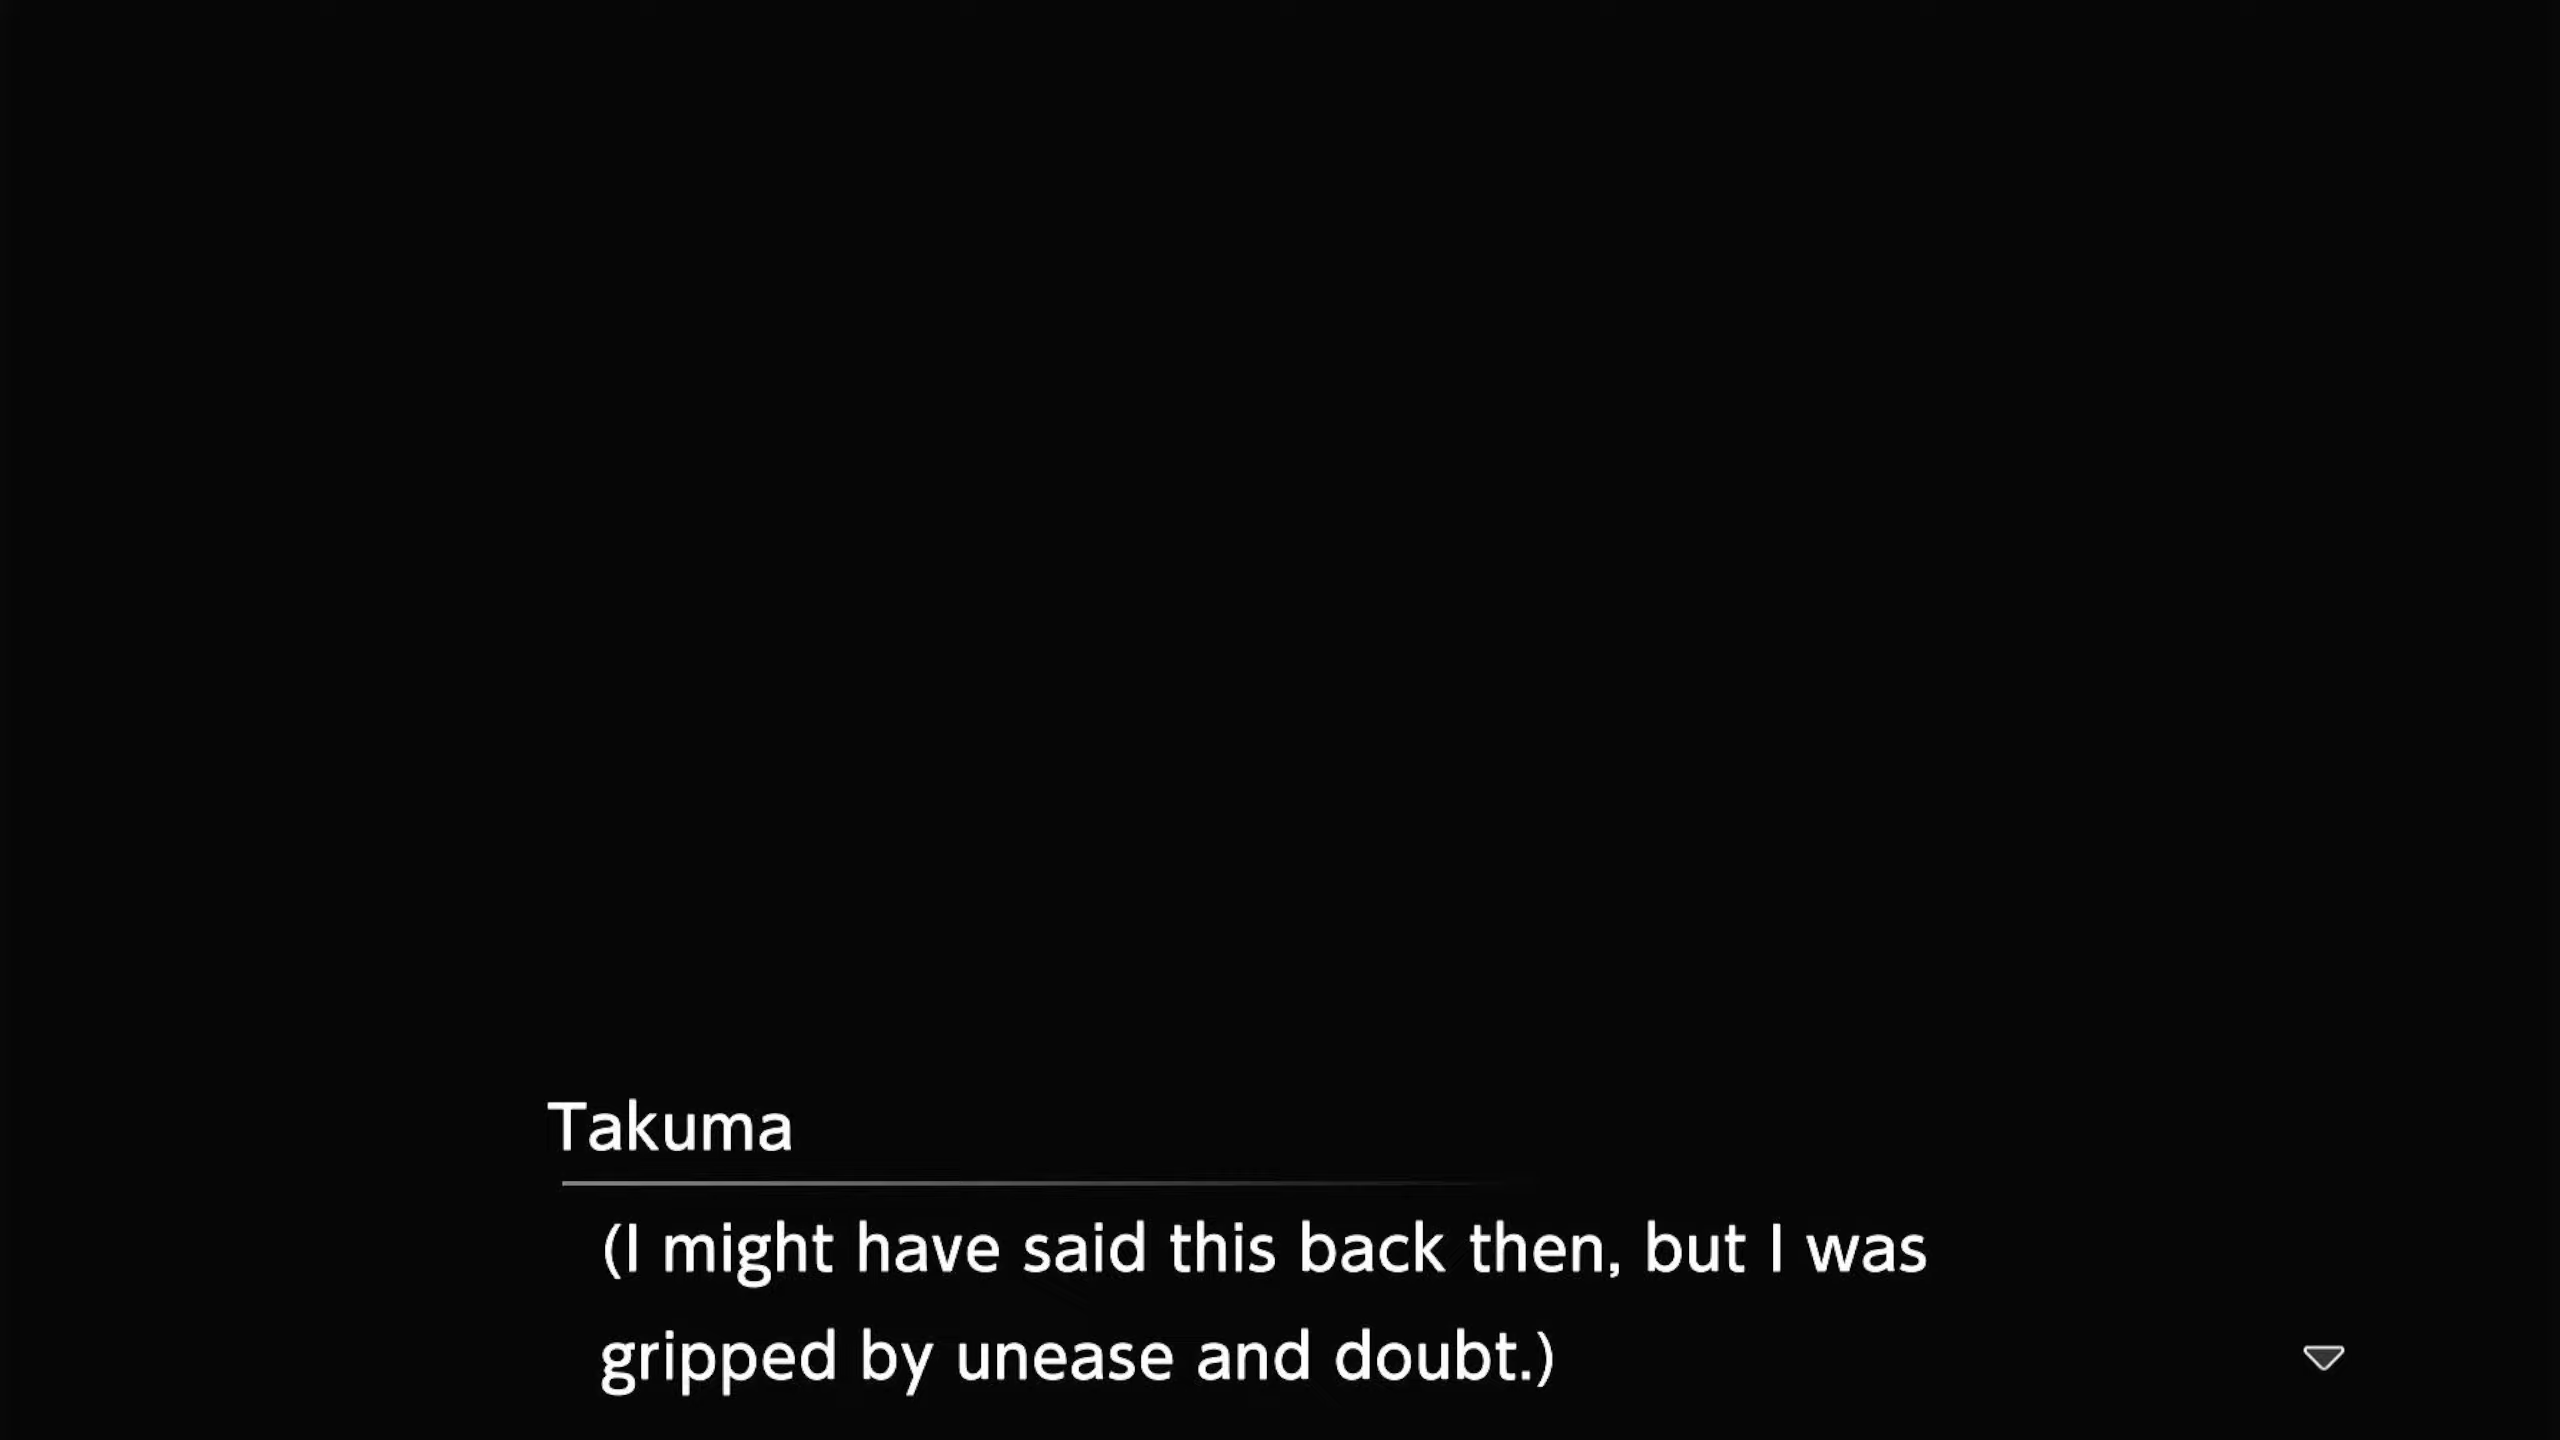 Takuma
(I might have said this back then, but I was
gripped by unease and doubt.)